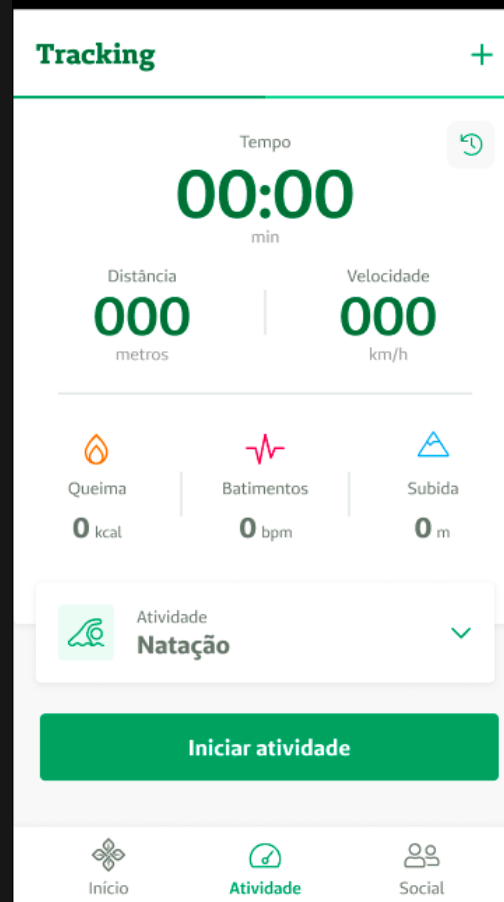 Tracking
Tempo
00:00
min
Distância
Velocidade
000
000
metros
km/h
Queima
Batimentos
Subida
0 kcal
0 bpm
0 m
Atividade
Natação
Iniciar atividade
Início
Atividade
Social